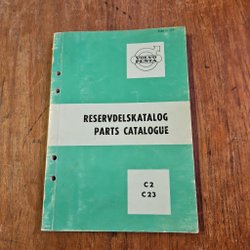 VOLVO
PENTA
RESERVDELSKATALOG
PARTS CATALOGUE
C2
C23